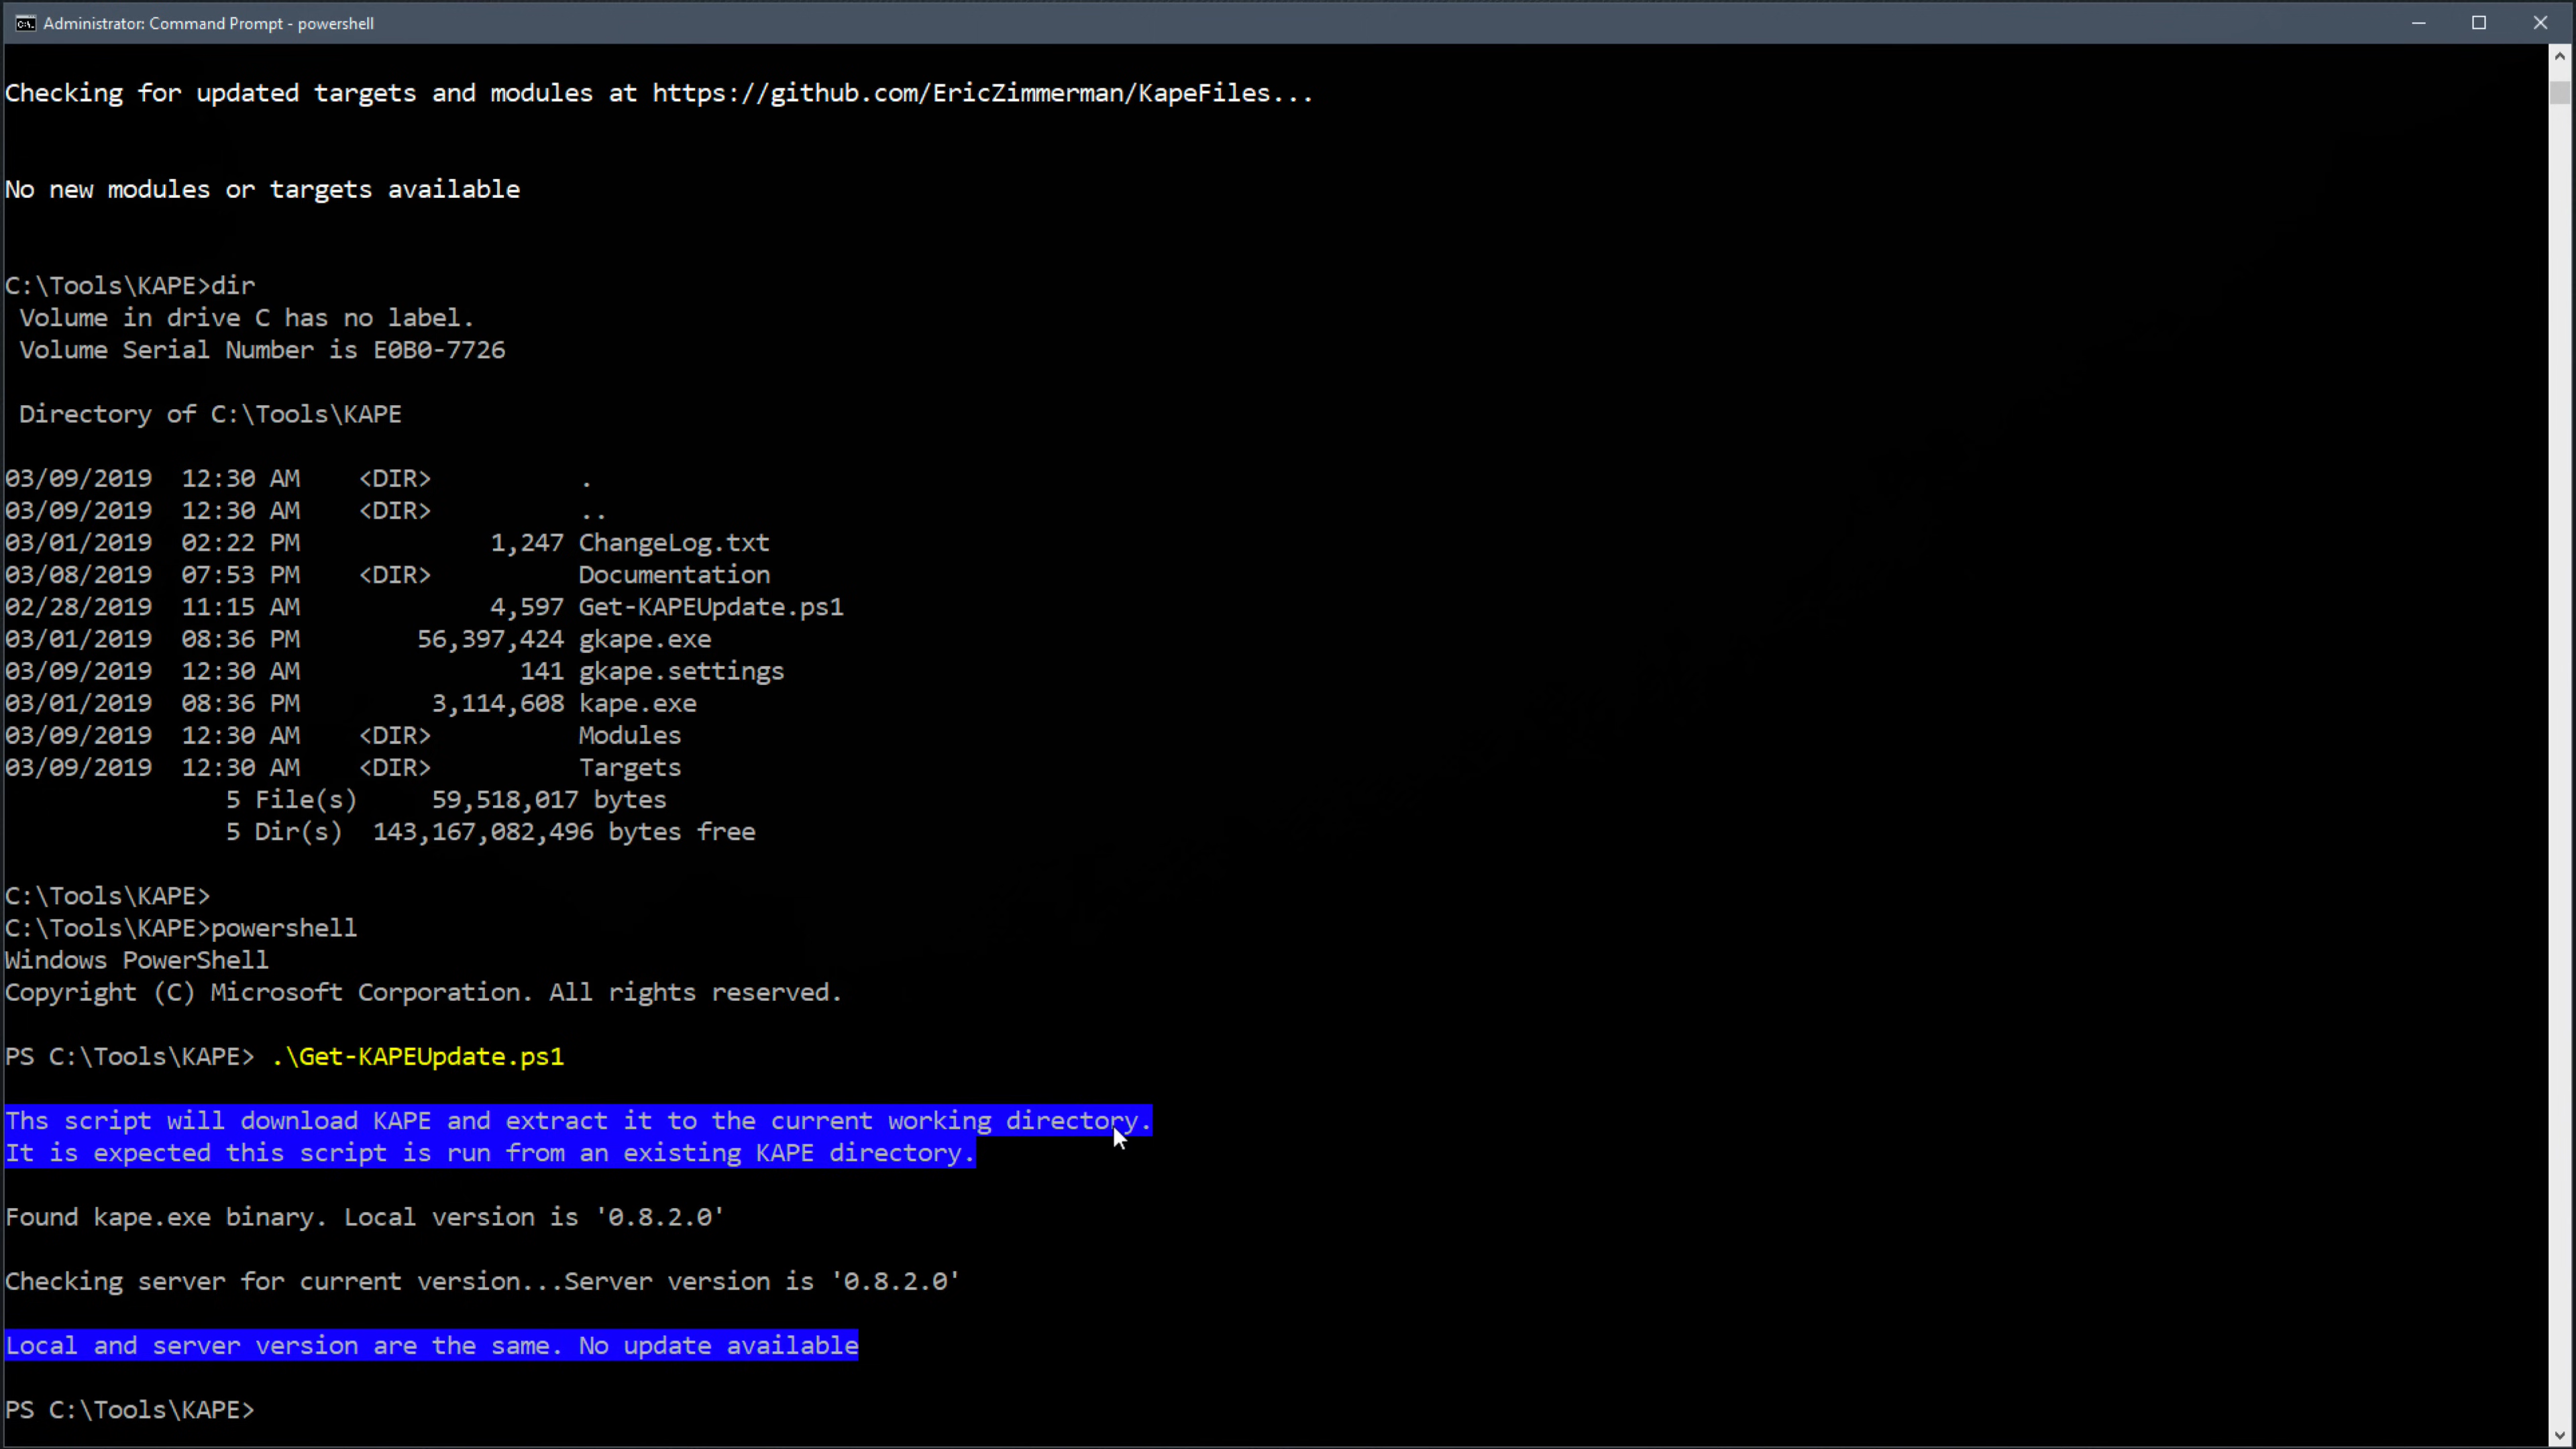 Administrator: Command Prompt - powershell
Checking for updated targets and modules at https://github.com/EricZimmerman/KapeFiles...
No new modules or targets available
C:\Tools\KAPE>dir
 Volume in drive C has no label.
 Volume Serial Number is E0B0-7726
 Directory of C:\Tools\KAPE
03/09/2019  12:30 AM    <DIR>          .
03/09/2019  12:30 AM    <DIR>          ..
03/01/2019  02:22 PM             1,247 ChangeLog.txt
03/08/2019  07:53 PM    <DIR>          Documentation
02/28/2019  11:15 AM             4,597 Get-KAPEUpdate.ps1
03/01/2019  08:36 PM        56,397,424 gkape.exe
03/09/2019  12:30 AM               141 gkape.settings
03/01/2019  08:36 PM         3,114,608 kape.exe
03/09/2019  12:30 AM    <DIR>          Modules
03/09/2019  12:30 AM    <DIR>          Targets
               5 File(s)     59,518,017 bytes
               5 Dir(s)  143,167,082,496 bytes free
C:\Tools\KAPE>
C:\Tools\KAPE>powershell
Windows PowerShell
Copyright (C) Microsoft Corporation. All rights reserved.
PS C:\Tools\KAPE> .\Get-KAPEUpdate.ps1
Ths script will download KAPE and extract it to the current working directory.
It is expected this script is run from an existing KAPE directory.
Found kape.exe binary. Local version is '0.8.2.0'
Checking server for current version...Server version is '0.8.2.0'
Local and server version are the same. No update available
PS C:\Tools\KAPE>